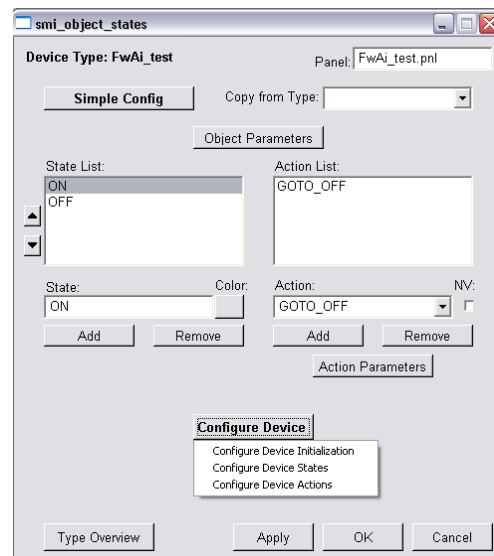 smi_object_states
Device Type: FwAi_test
Panel: FwAi_test.pnl
Simple Config
Copy from Type:
Object Parameters
State List:
Action List:
ON
GOTO_OFF
OFF
State:
Color:
Action:
NV:
ON
GOTO_OFF
Add
Remove
Add
Remove
Action Parameters
Configure Device
Configure Device Initialization
Configure Device States
Configure Device Actions
Type Overview
Apply
OK
Cancel